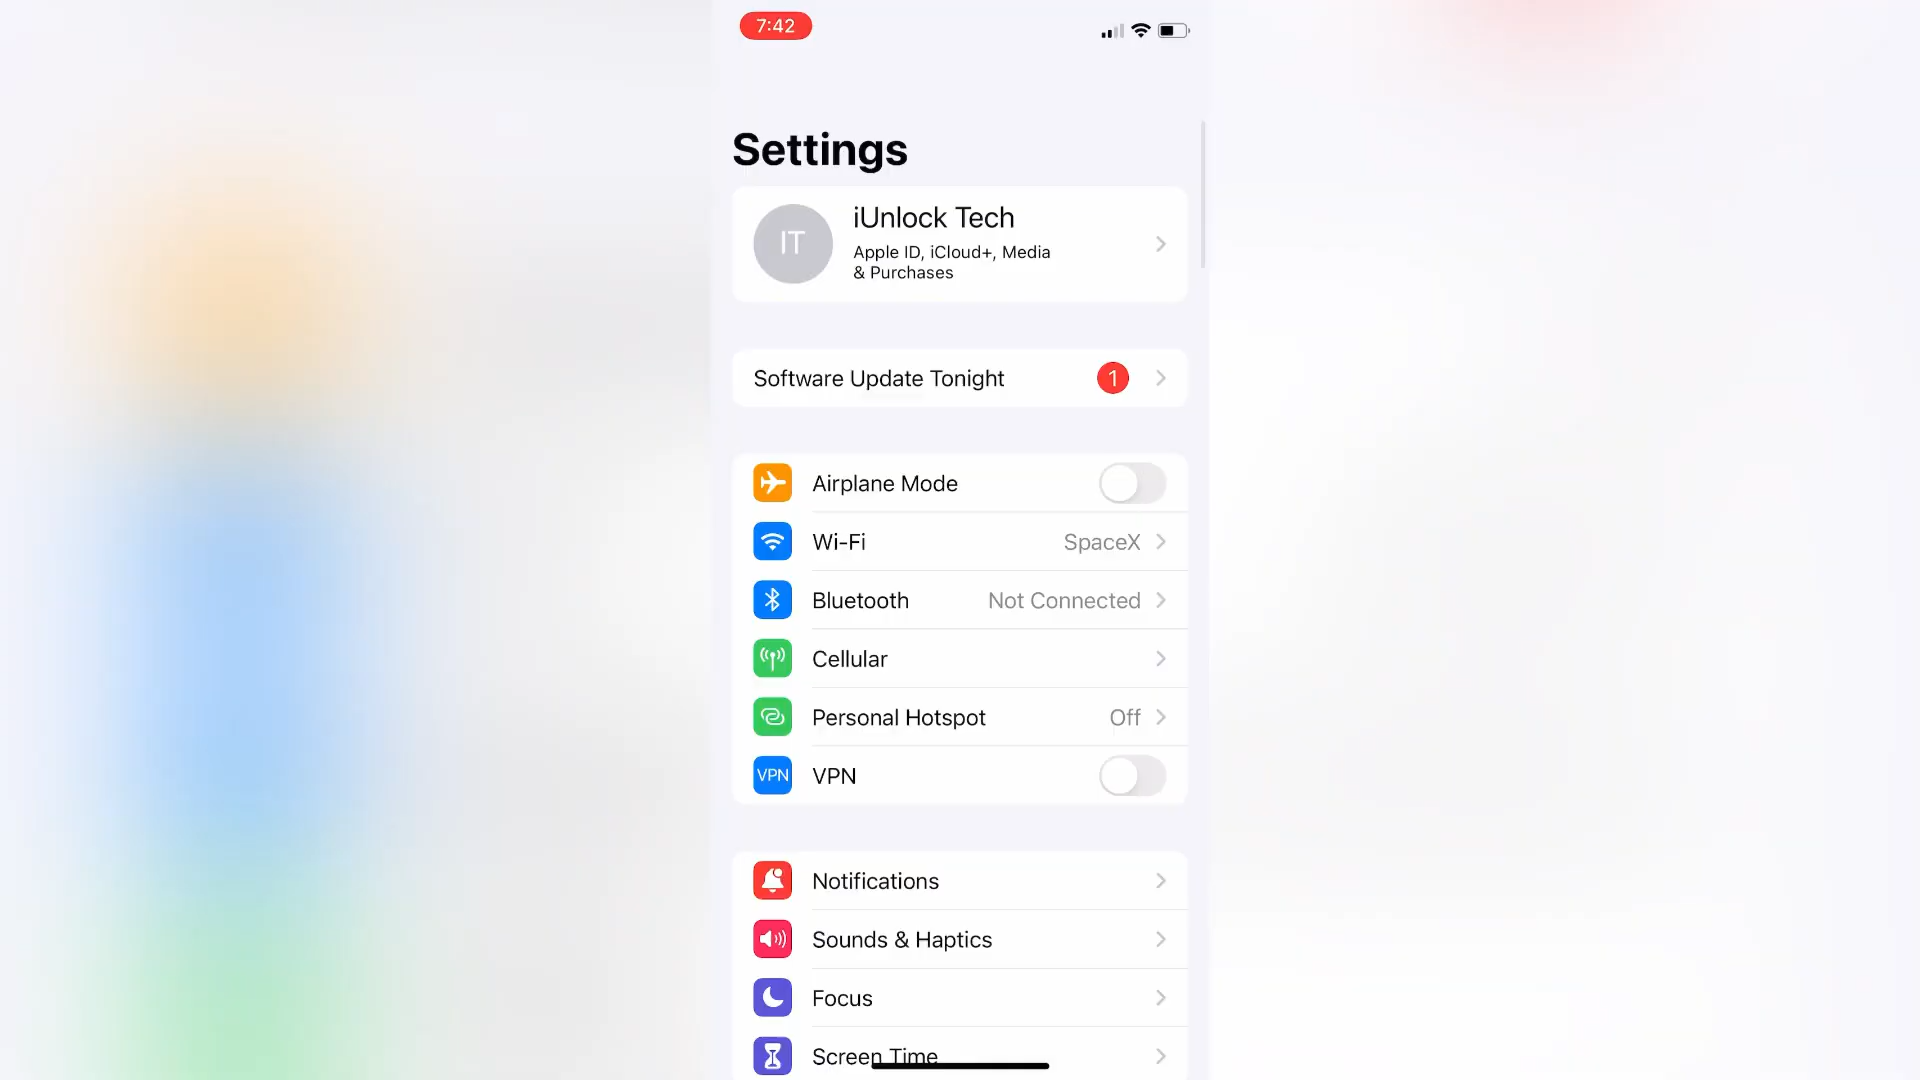 7:42
Settings
IT
iUnlock Tech
Apple ID, iCloud+, Media
& Purchases
Software Update Tonight 1
Airplane Mode
Wi-Fi SpaceX
Bluetooth Not Connected
Cellular
Personal Hotspot Off
VPN VPN
Notifications
Sounds & Haptics
Focus
Screen Time